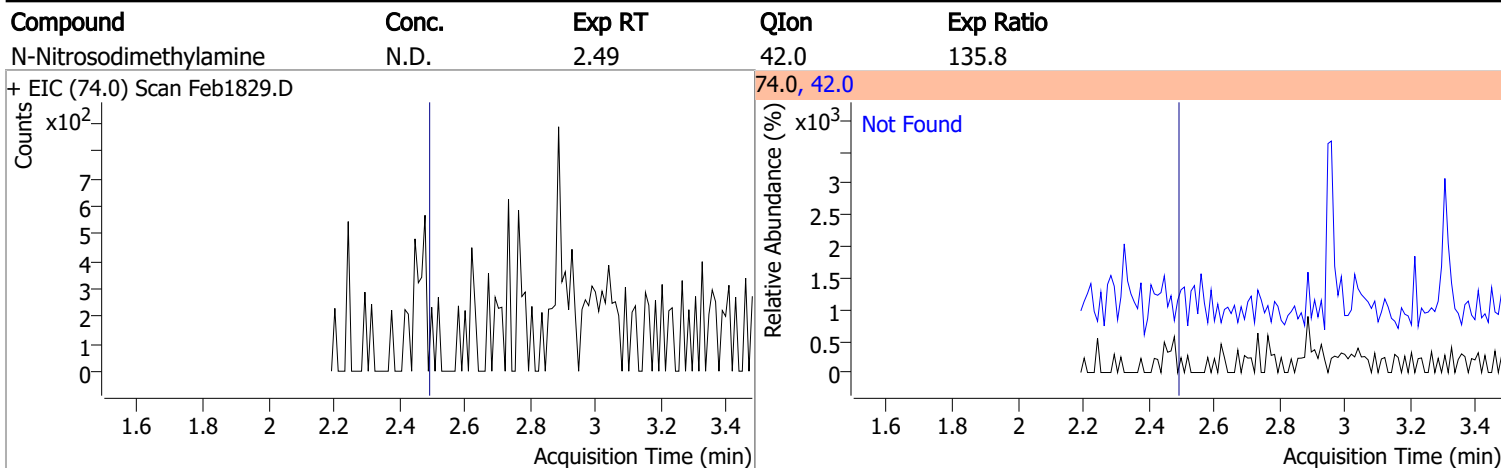 Compound Conc. Exp RT QIon Exp Ratio
N-Nitrosodimethylamine N.D. 2.49 42.0 135.8
+ EIC (74.0) Scan Feb1829.D
Counts
x10²
7
6
5
4
3
2
1
0
1.6 1.8 2 2.2 2.4 2.6 2.8 3 3.2 3.4
Acquisition Time (min)
74.0, 42.0
Relative Abundance (%)
x10³
Not Found
3
2.5
2
1.5
1
0.5
0
1.6 1.8 2 2.2 2.4 2.6 2.8 3 3.2 3.4
Acquisition Time (min)